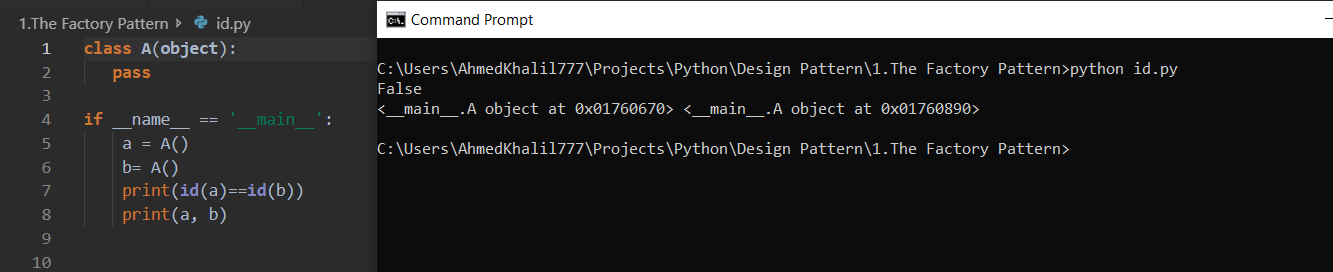 1.The Factory Pattern id.py
1 class A(object):
2 pass
3
4 if __name__ == '__main__':
5 a = A()
6 b= A()
7 print(id(a)==id(b))
8 print(a, b)
9
10
C:\. Command Prompt
C:\Users\AhmedKhalil777\Projects\Python\Design Pattern\1.The Factory Pattern>python id.py
False
<__main__.A object at 0x01760670> <__main__.A object at 0x01760890>
C:\Users\AhmedKhalil777\Projects\Python\Design Pattern\1.The Factory Pattern>